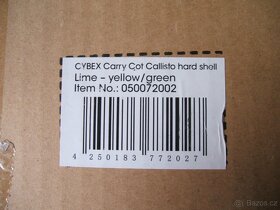 CYBEX Carry Cot Callisto hard shell
Lime - yellow/green
Item No.: 050072002
4 250183 772027
© Bazos.cz